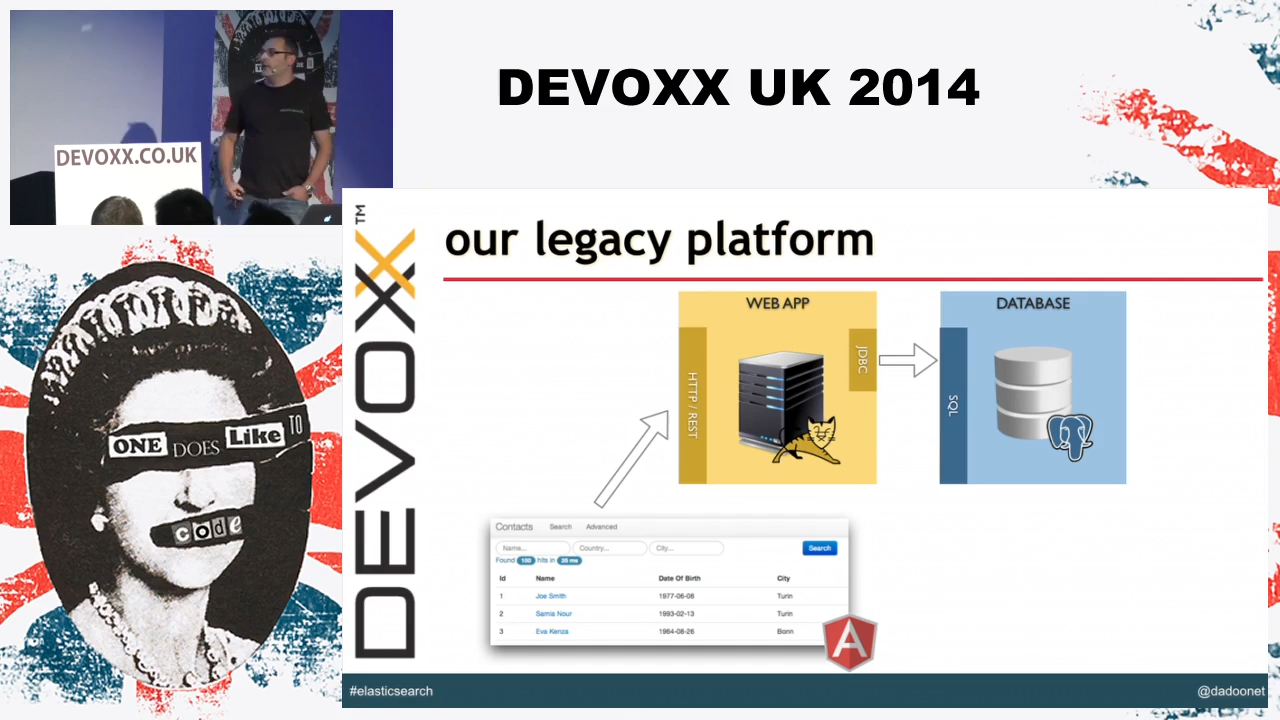 DEVOXX UK 2014
DEVOXX.CO.UK
DEVOXX™
our legacy platform
WEB APP
HTTP / REST
JDBC
DATABASE
SQL
Contacts Search Advanced
Name... Country... City... Search
Found 100 hits in 35 ms
Id Name Date Of Birth City
1 Joe Smith 1977-06-08 Turin
2 Samia Nour 1993-02-13 Turin
3 Eva Kenza 1964-08-26 Bonn
A
ONE DOES Like TO
code
#elasticsearch
@dadoonet